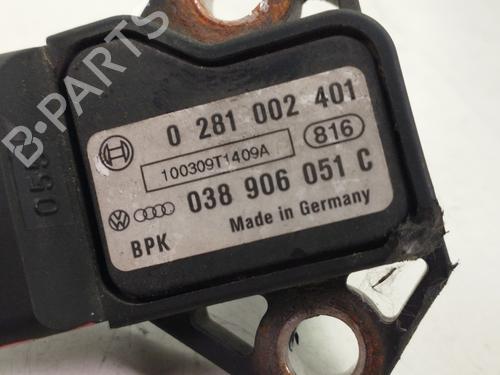 B-PARTS
0 281 002 401
100309T1409A
816
038 906 051 C
BPK
Made in Germany